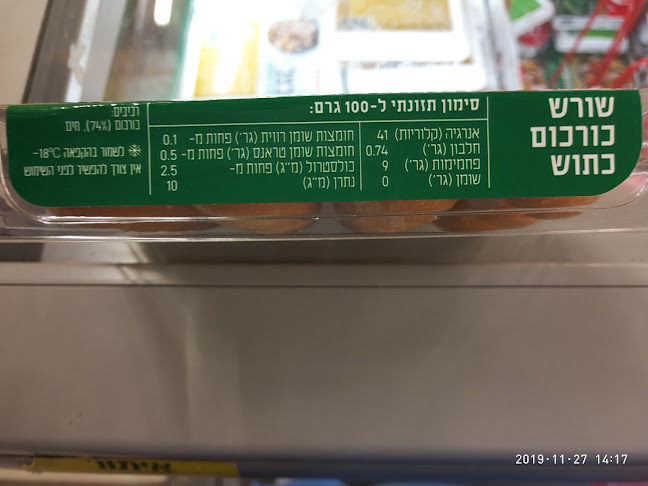 שורש
כורכום
כתוש
סימון תזונתי ל-100 גרם:
אנרגיה (קלוריות) 41
חלבון (גר׳) 0.74
פחמימות (גר׳) 9
שומן (גר׳) 0
חומצות שומן רוויות (גר׳) פחות מ- 0.1
חומצות שומן טראנס (גר׳) פחות מ- 0.5
כולסטרול (מ״ג) פחות מ- 2.5
נתרן (מ״ג) 10
רכיבים:
כורכום (74%), מים
לשמור בהקפאה 18°C-
אין צורך להפשיר לפני השימוש
2019-11-27 14:17